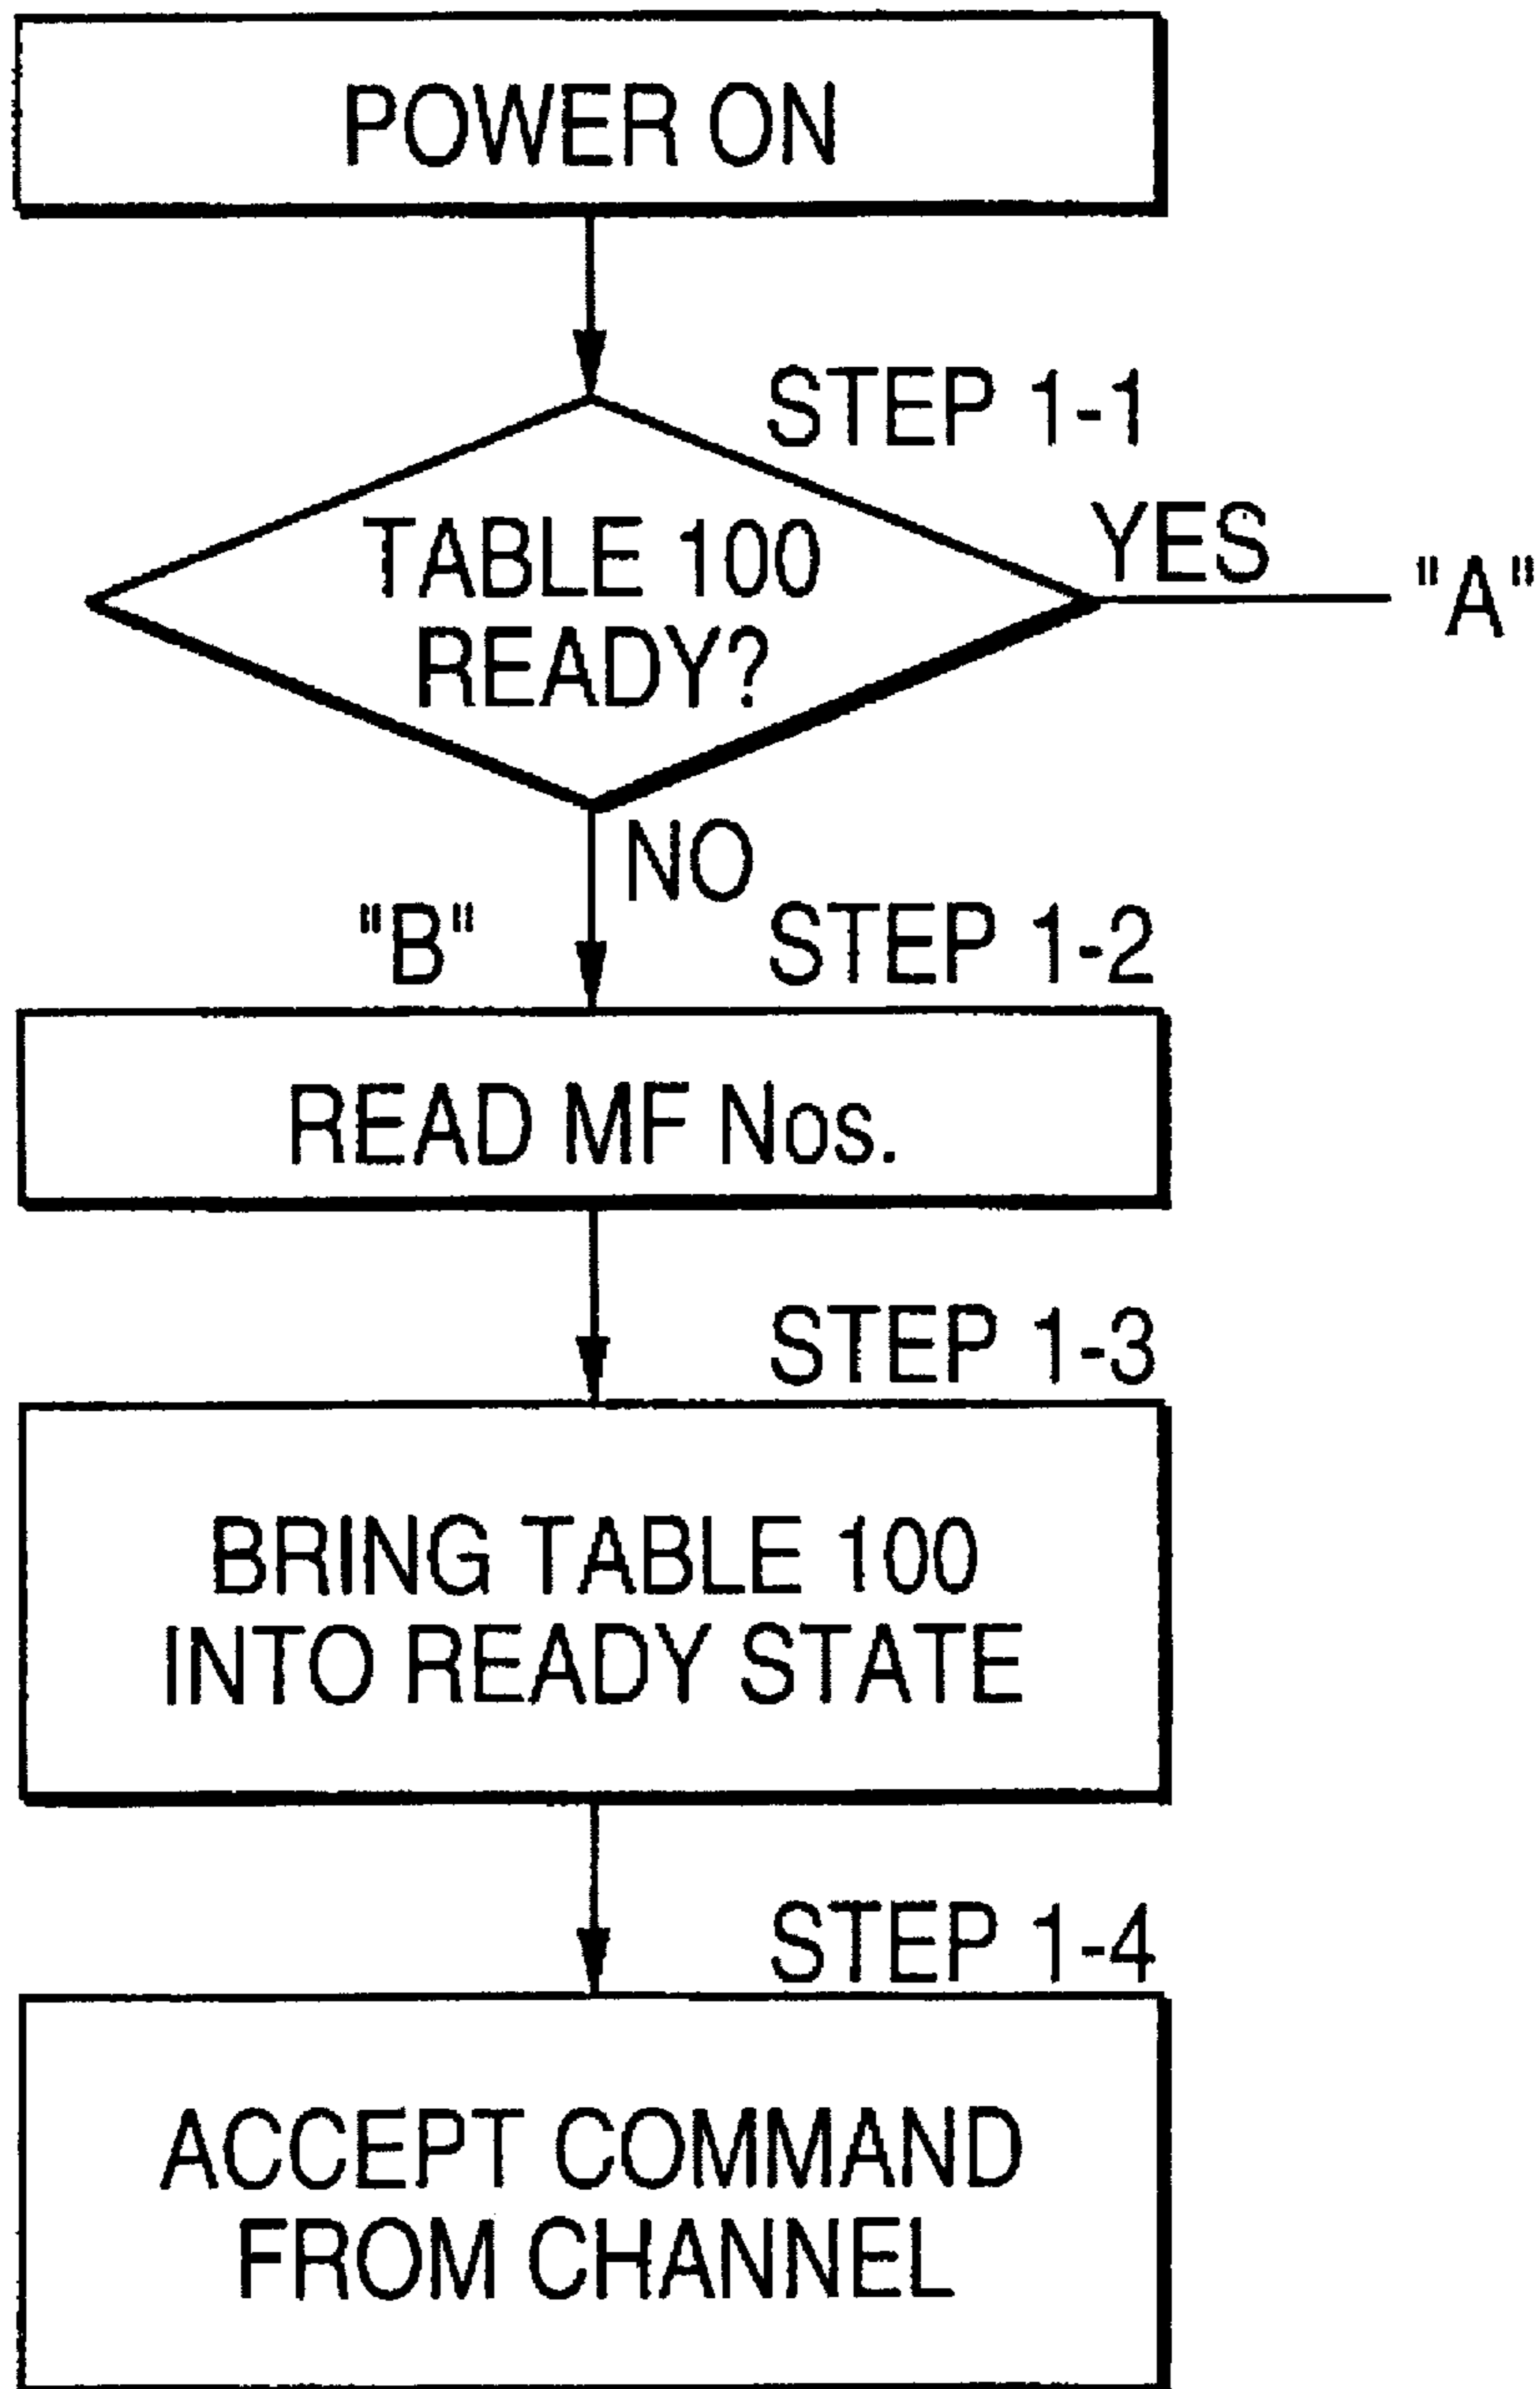 POWER ON
STEP 1-1
TABLE 100
READY?
YES
"A"
NO
"B"
STEP 1-2
READ MF Nos.
STEP 1-3
BRING TABLE 100
INTO READY STATE
STEP 1-4
ACCEPT COMMAND
FROM CHANNEL